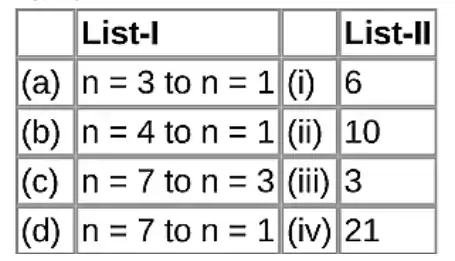 List-I List-II
(a) n = 3 to n = 1 (i) 6
(b) n = 4 to n = 1 (ii) 10
(c) n = 7 to n = 3 (iii) 3
(d) n = 7 to n = 1 (iv) 21